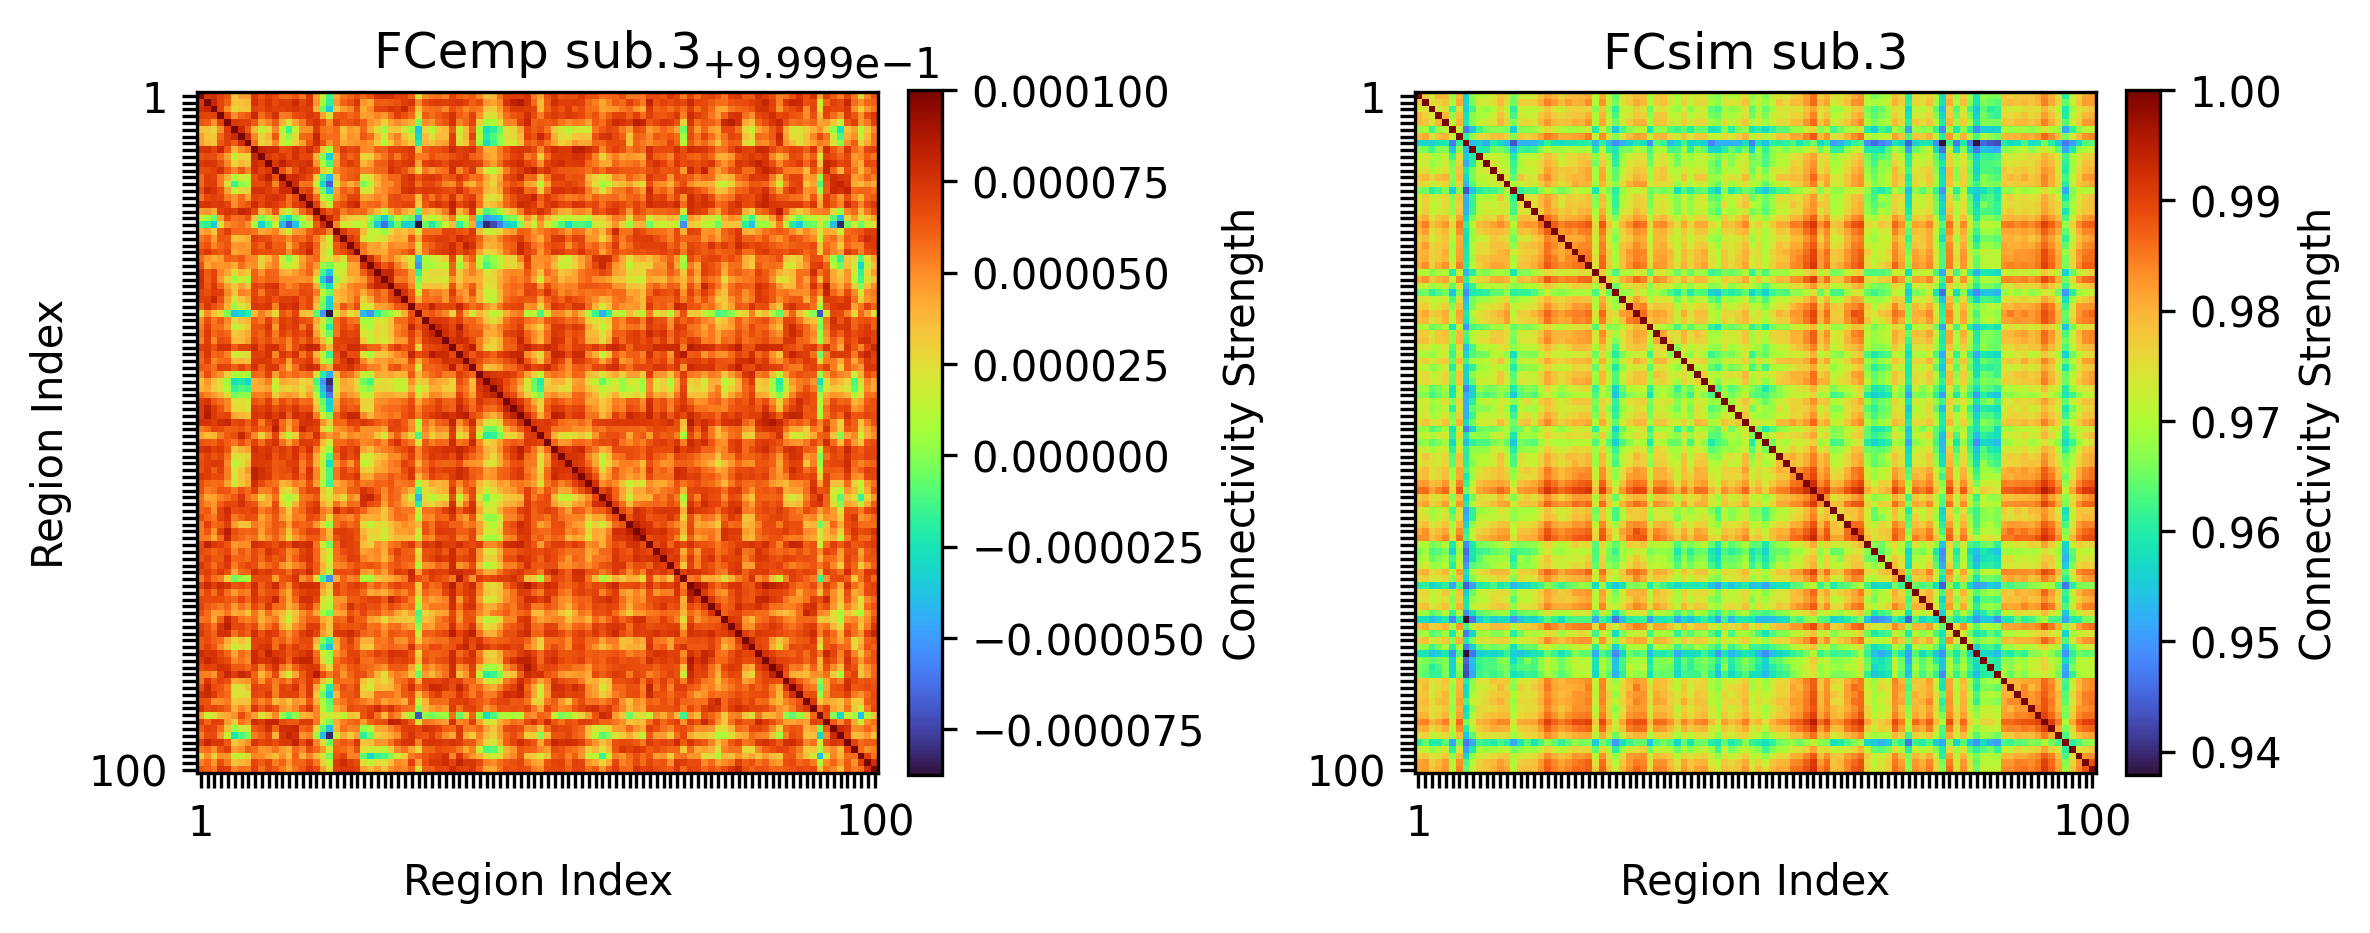 FCemp sub.3
+9.999e−1
1
100
Region Index
1
100
Region Index
0.000100
0.000075
0.000050
0.000025
0.000000
−0.000025
−0.000050
−0.000075
Connectivity Strength
FCsim sub.3
1
100
1
100
Region Index
1.00
0.99
0.98
0.97
0.96
0.95
0.94
Connectivity Strength